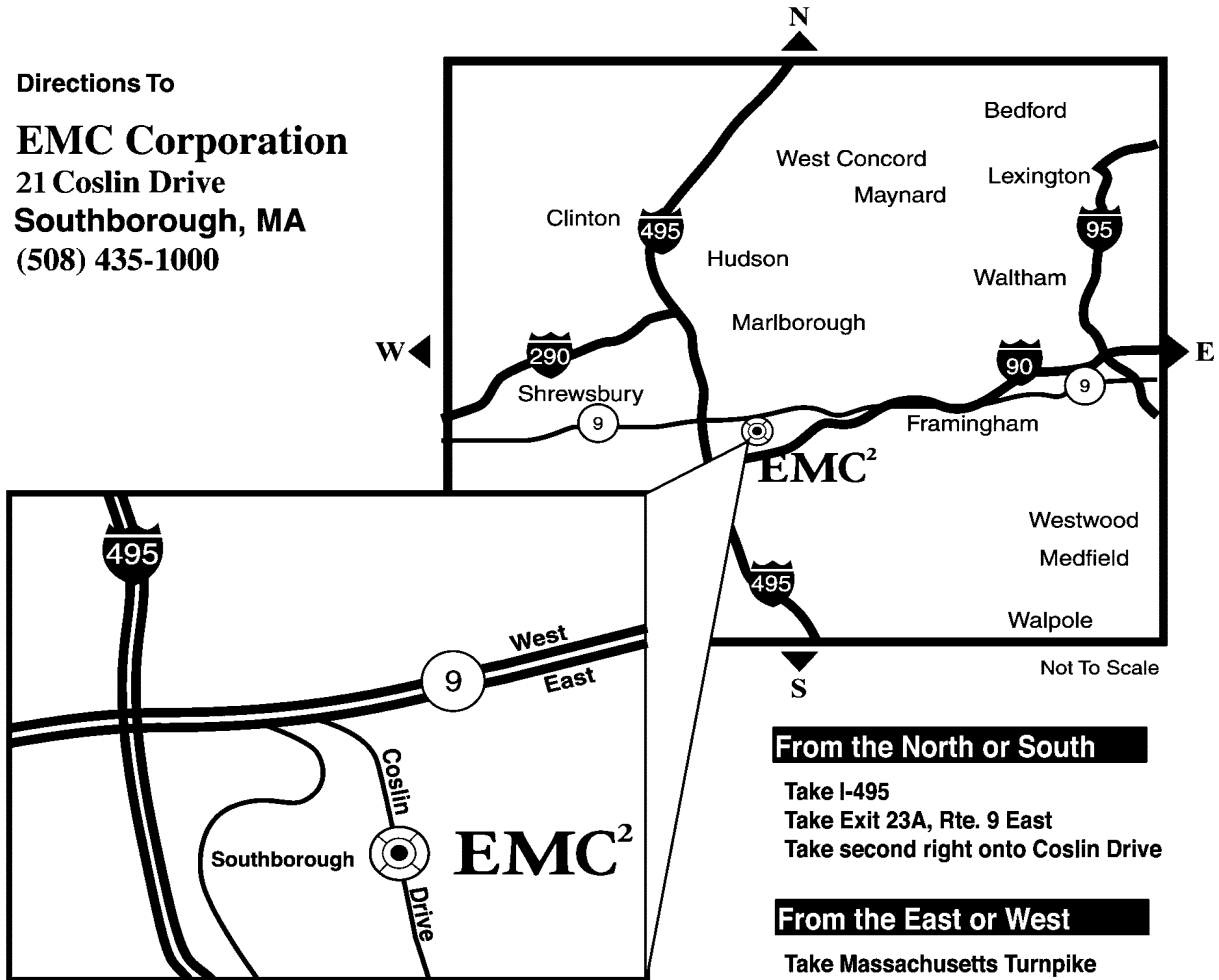 Directions To
EMC Corporation
21 Coslin Drive
Southborough, MA
(508) 435-1000
N
Bedford
West Concord
Lexington
Maynard
Clinton
495
95
Hudson
Waltham
Marlborough
W
290
90
E
Shrewsbury
9
9
Framingham
EMC²
Westwood
Medfield
495
Walpole
Not To Scale
S
495
West
9
East
Coslin
Southborough
EMC²
Drive
From the North or South
Take I-495
Take Exit 23A, Rte. 9 East
Take second right onto Coslin Drive
From the East or West
Take Massachusetts Turnpike